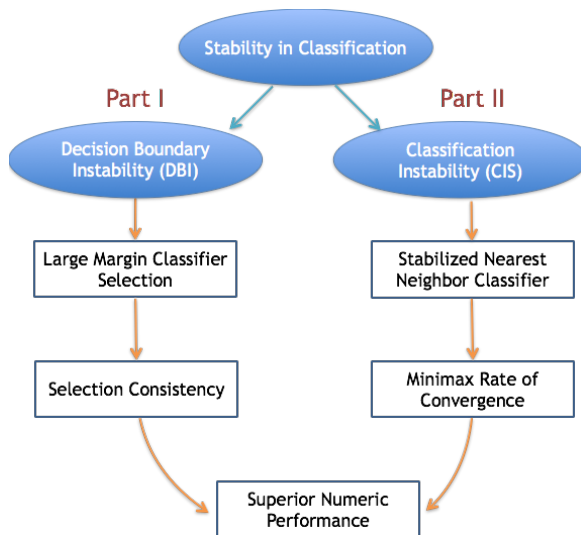 Stability in Classification
Part I
Part II
Decision Boundary
Instability (DBI)
Classification
Instability (CIS)
Large Margin Classifier
Selection
Stabilized Nearest
Neighbor Classifier
Selection Consistency
Minimax Rate of
Convergence
Superior Numeric
Performance